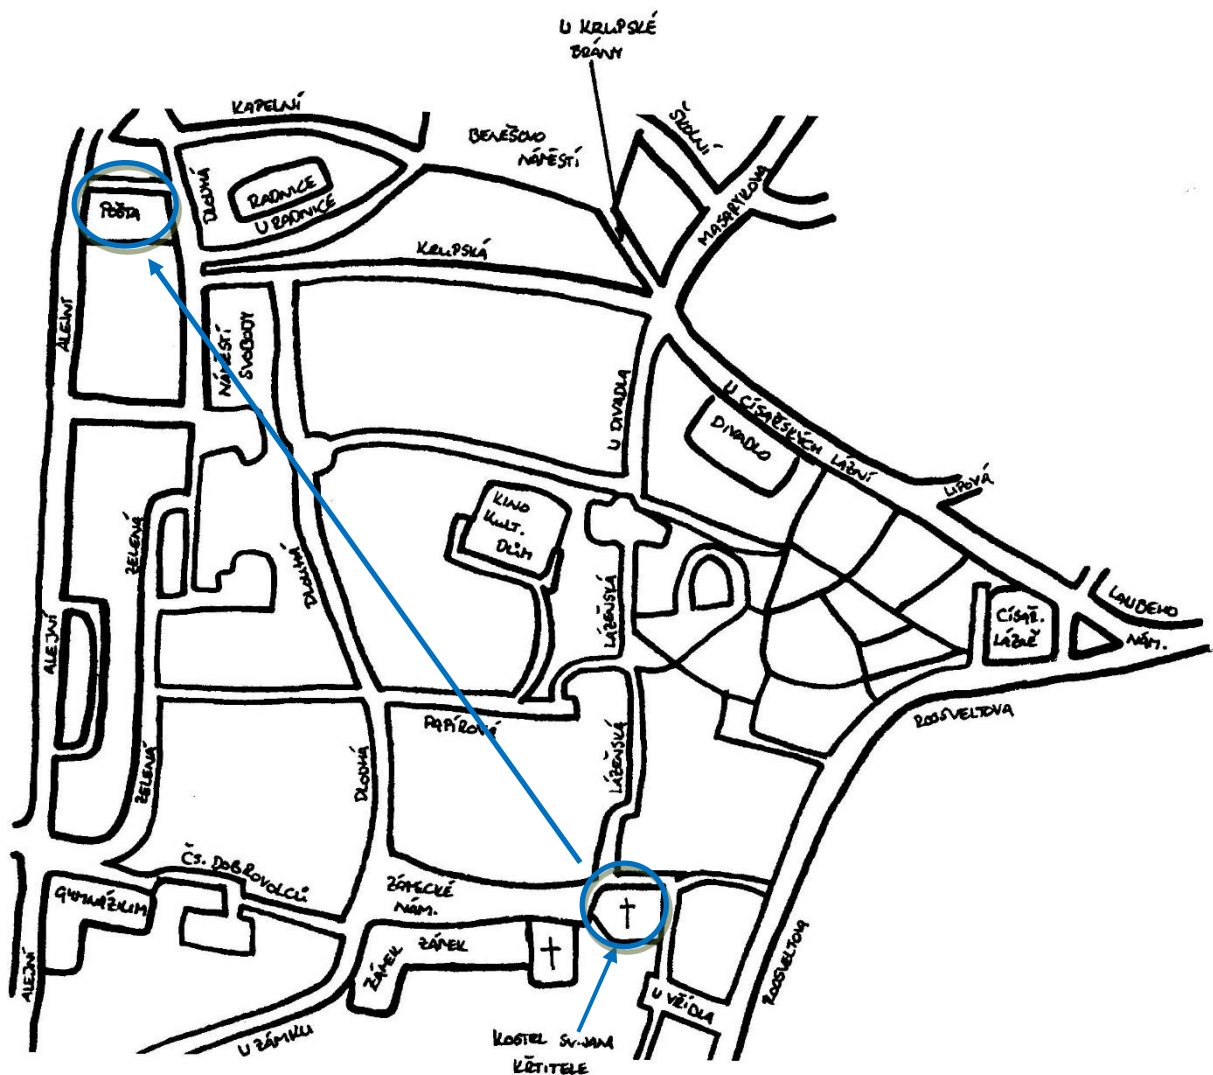 U KRUPSKÉ
BRÁNY
KAPELNÍ
BENEŠOVO
NÁMĚSTÍ
ŠKOLNÍ
MASARYKOVA
POŠTA
DLOUHÁ
RADNICE
U RADNICE
KRUPSKÁ
ALEJNÍ
NÁMĚSTÍ
SVOBODY
U DIVADLA
U CÍSAŘSKÝCH LÁZNÍ
DIVADLO
LIPOVÁ
KINO
KULT.
DŮM
ZELENÁ
DLOUHÁ
LÁZEŇSKÁ
ALEJNÍ
CÍSAŘ.
LÁZNĚ
LAUBEHO
NÁM.
PAPÍROVÁ
ROOSVELTOVA
ZELENÁ
DLOUHÁ
LÁZEŇSKÁ
ČS. DOBROVOLCŮ
GYMNÁZIUM
ZÁMECKÉ
NÁM.
ZÁMEK
ZÁMEK
ALEJNÍ
U ZÁMKU
ROOSVELTOVA
U VŘÍDLA
KOSTEL SV. JANA
KŘTITELE